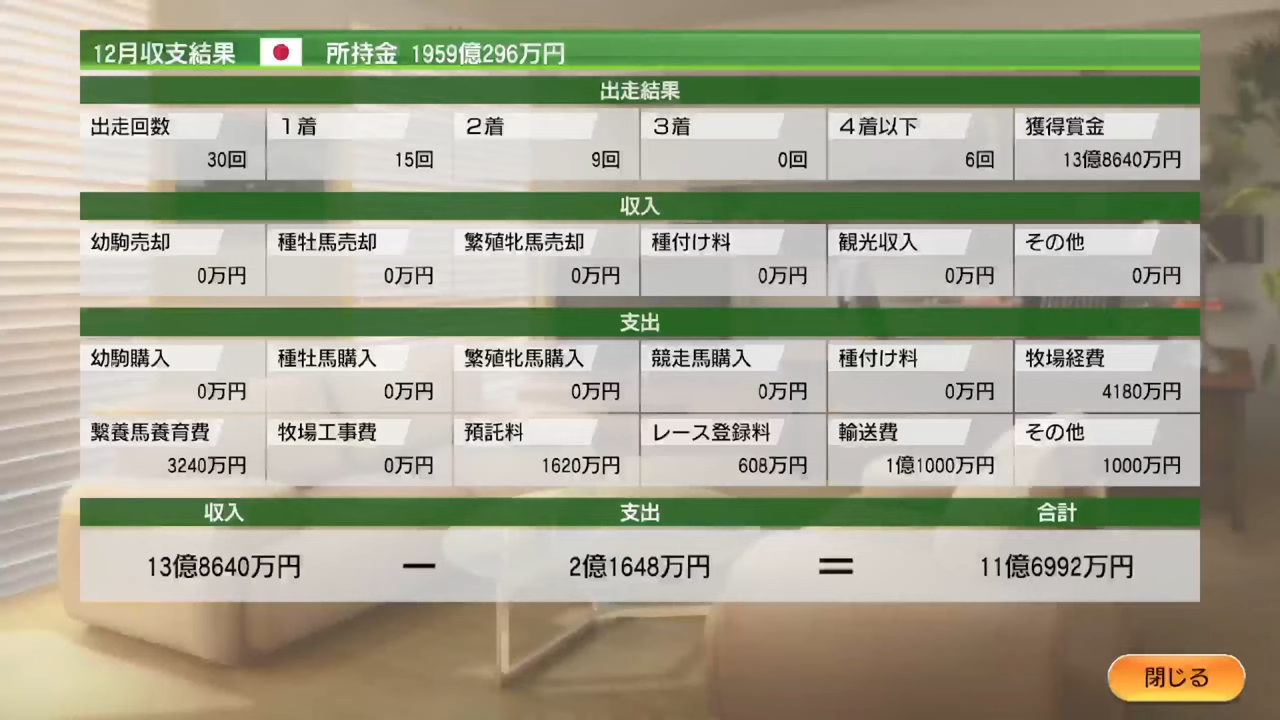 12月収支結果 所持金 1959億296万円
出走結果
出走回数 1着 2着 3着 4着以下 獲得賞金
30回 15回 9回 0回 6回 13億8640万円
収入
幼駒売却 種牡馬売却 繁殖牝馬売却 種付け料 観光収入 その他
0万円 0万円 0万円 0万円 0万円 0万円
支出
幼駒購入 種牡馬購入 繁殖牝馬購入 競走馬購入 種付け料 牧場経費
0万円 0万円 0万円 0万円 0万円 4180万円
繋養馬養育費 牧場工事費 預託料 レース登録料 輸送費 その他
3240万円 0万円 1620万円 608万円 1億1000万円 1000万円
収入 支出 合計
13億8640万円 － 2億1648万円 ＝ 11億6992万円
閉じる